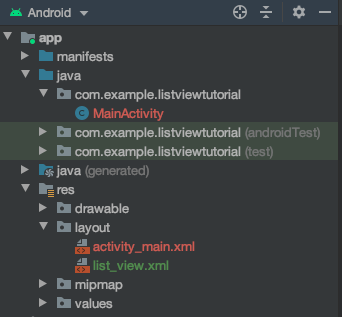 Android
app
manifests
java
com.example.listviewtutorial
MainActivity
com.example.listviewtutorial (androidTest)
com.example.listviewtutorial (test)
java (generated)
res
drawable
layout
activity_main.xml
list_view.xml
mipmap
values